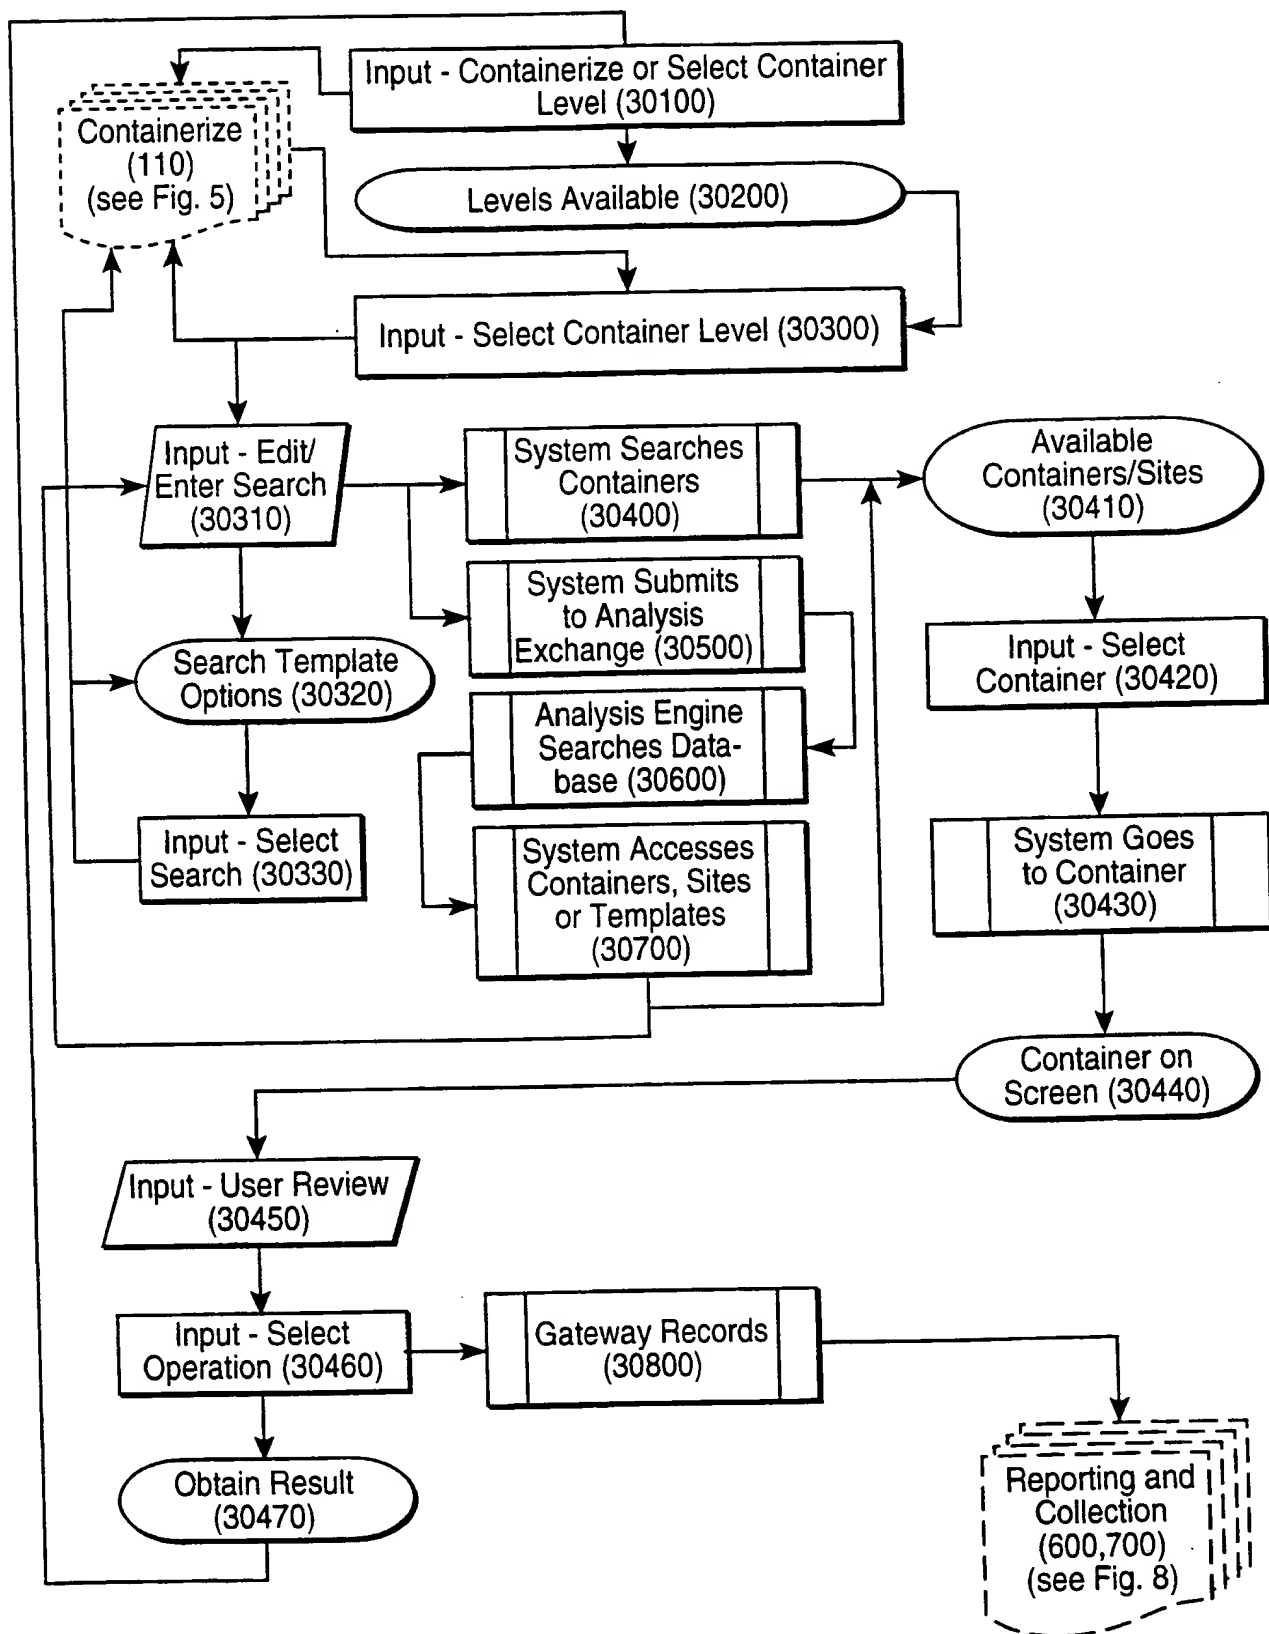 Input - Containerize or Select Container
Level (30100)
Containerize
(110)
(see Fig. 5)
Levels Available (30200)
Input - Select Container Level (30300)
Input - Edit/
Enter Search
(30310)
System Searches
Containers
(30400)
Available
Containers/Sites
(30410)
System Submits
to Analysis
Exchange (30500)
Search Template
Options (30320)
Input - Select
Container (30420)
Analysis Engine
Searches Data-
base (30600)
Input - Select
Search (30330)
System Accesses
Containers, Sites
or Templates
(30700)
System Goes
to Container
(30430)
Container on
Screen (30440)
Input - User Review
(30450)
Input - Select
Operation (30460)
Gateway Records
(30800)
Obtain Result
(30470)
Reporting and
Collection
(600,700)
(see Fig. 8)